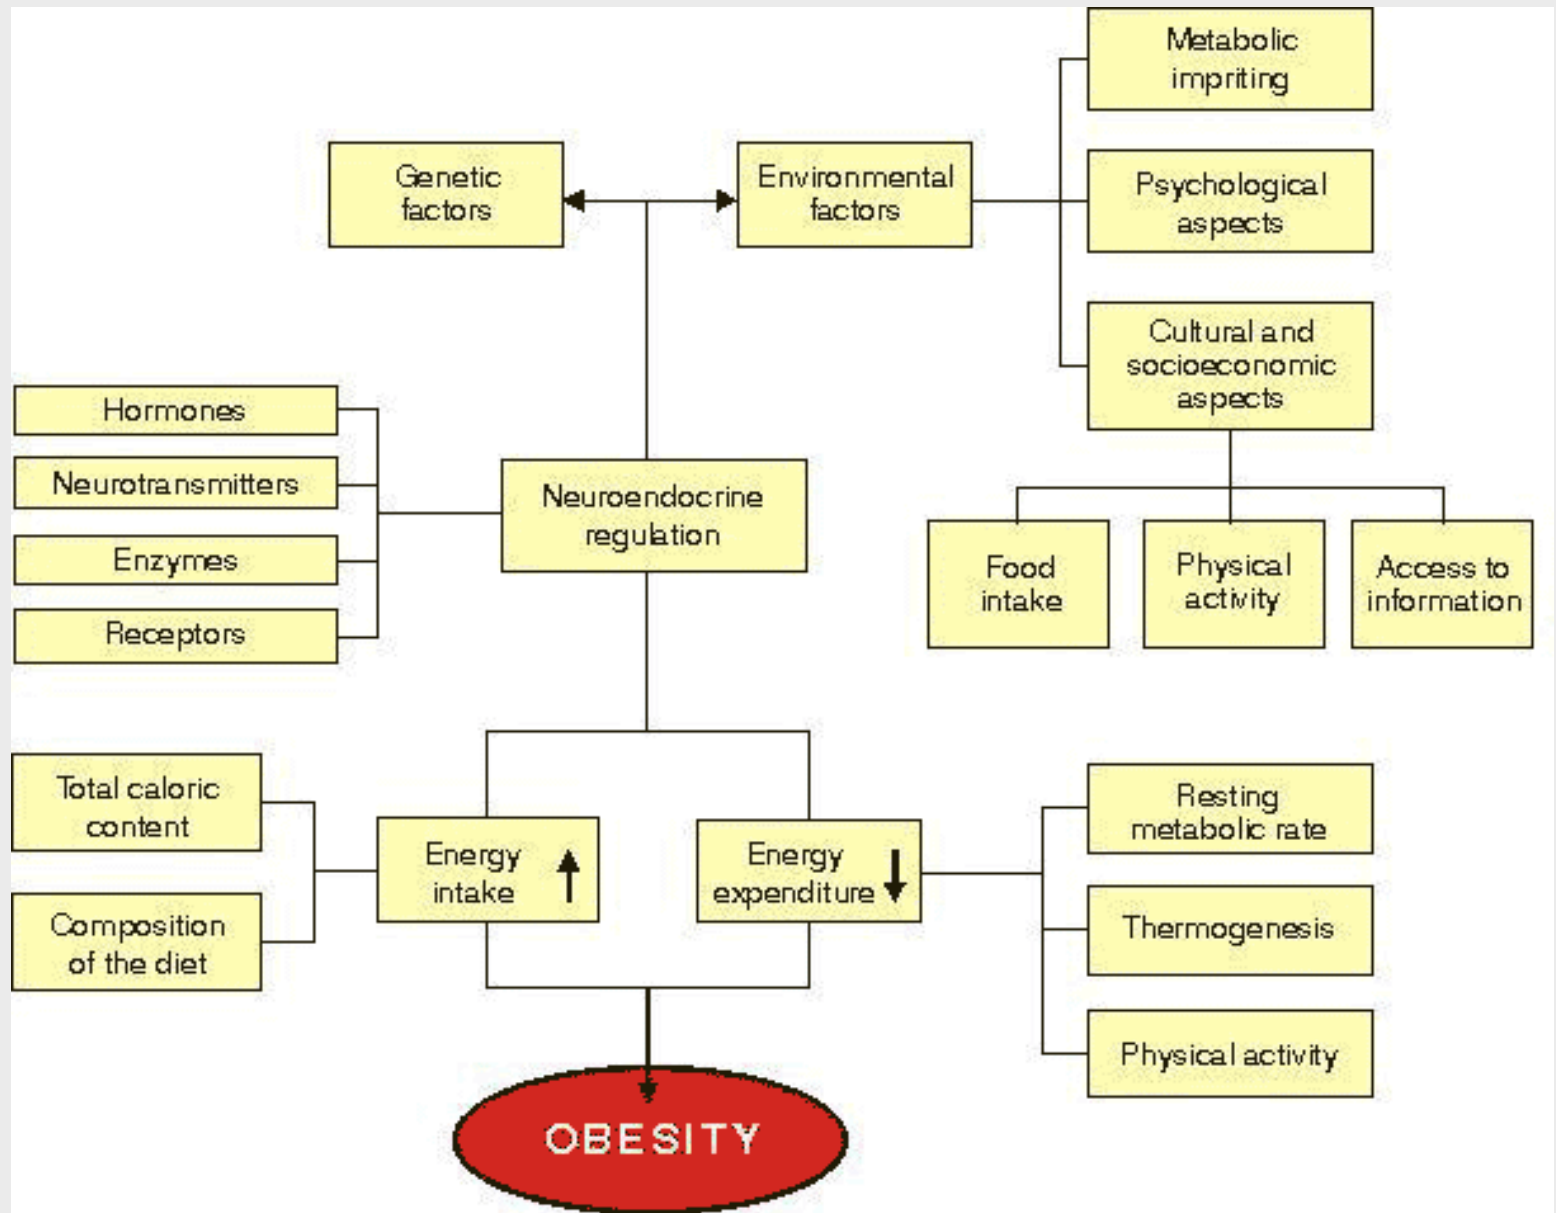 Metabolic
impriting
Genetic
factors
Environmental
factors
Psychological
aspects
Cultural and
socioeconomic
aspects
Hormones
Neurotransmitters
Enzymes
Receptors
Neuroendocrine
regulation
Food
intake
Physical
activity
Access to
information
Total caloric
content
Composition
of the diet
Energy
intake
Energy
expenditure
Resting
metabolic rate
Thermogenesis
Physical activity
OBESITY